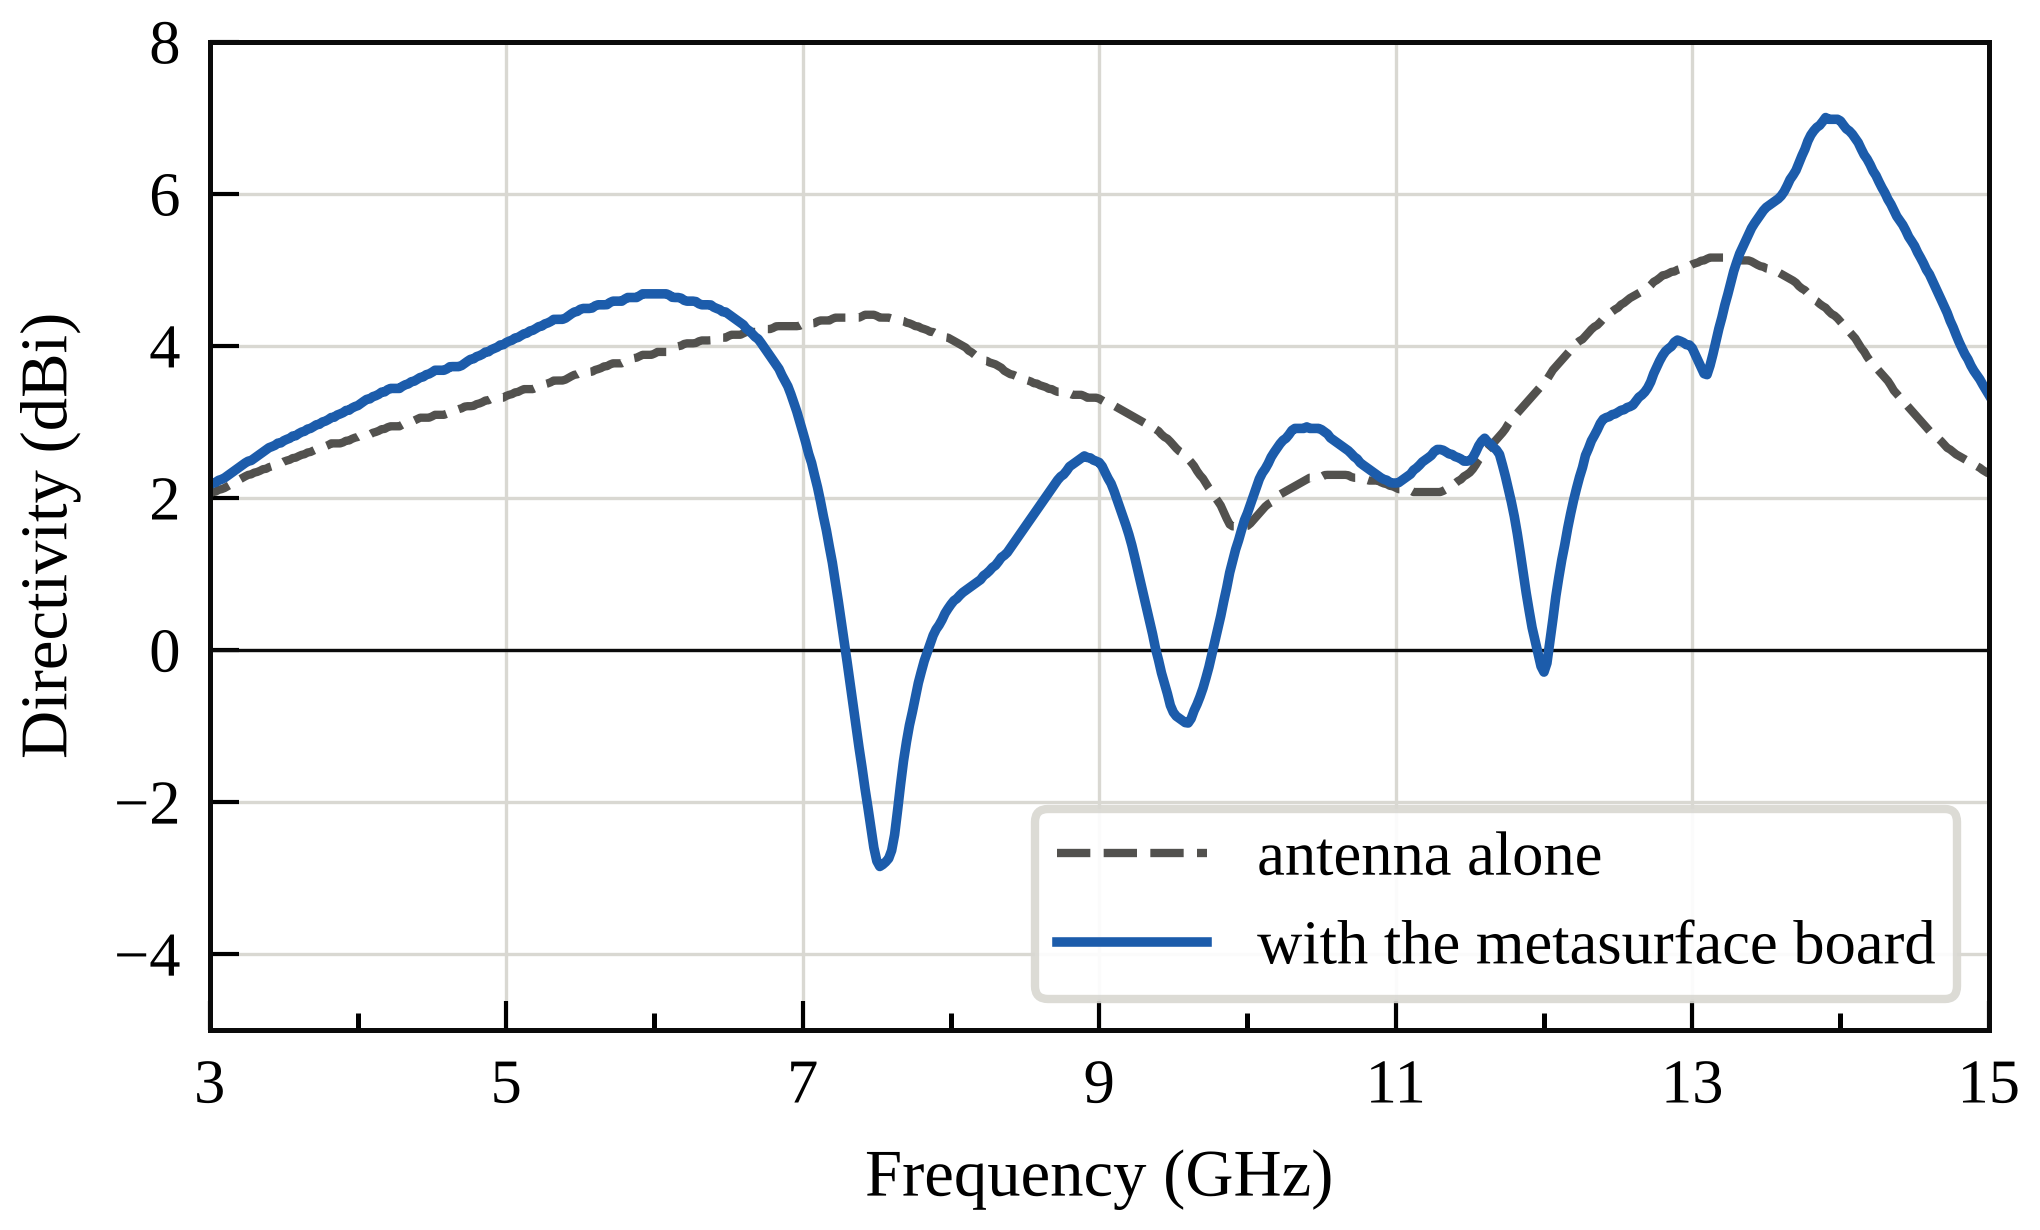 8
6
4
2
0
−2
−4
Directivity (dBi)
antenna alone
with the metasurface board
3 5 7 9 11 13 15
Frequency (GHz)